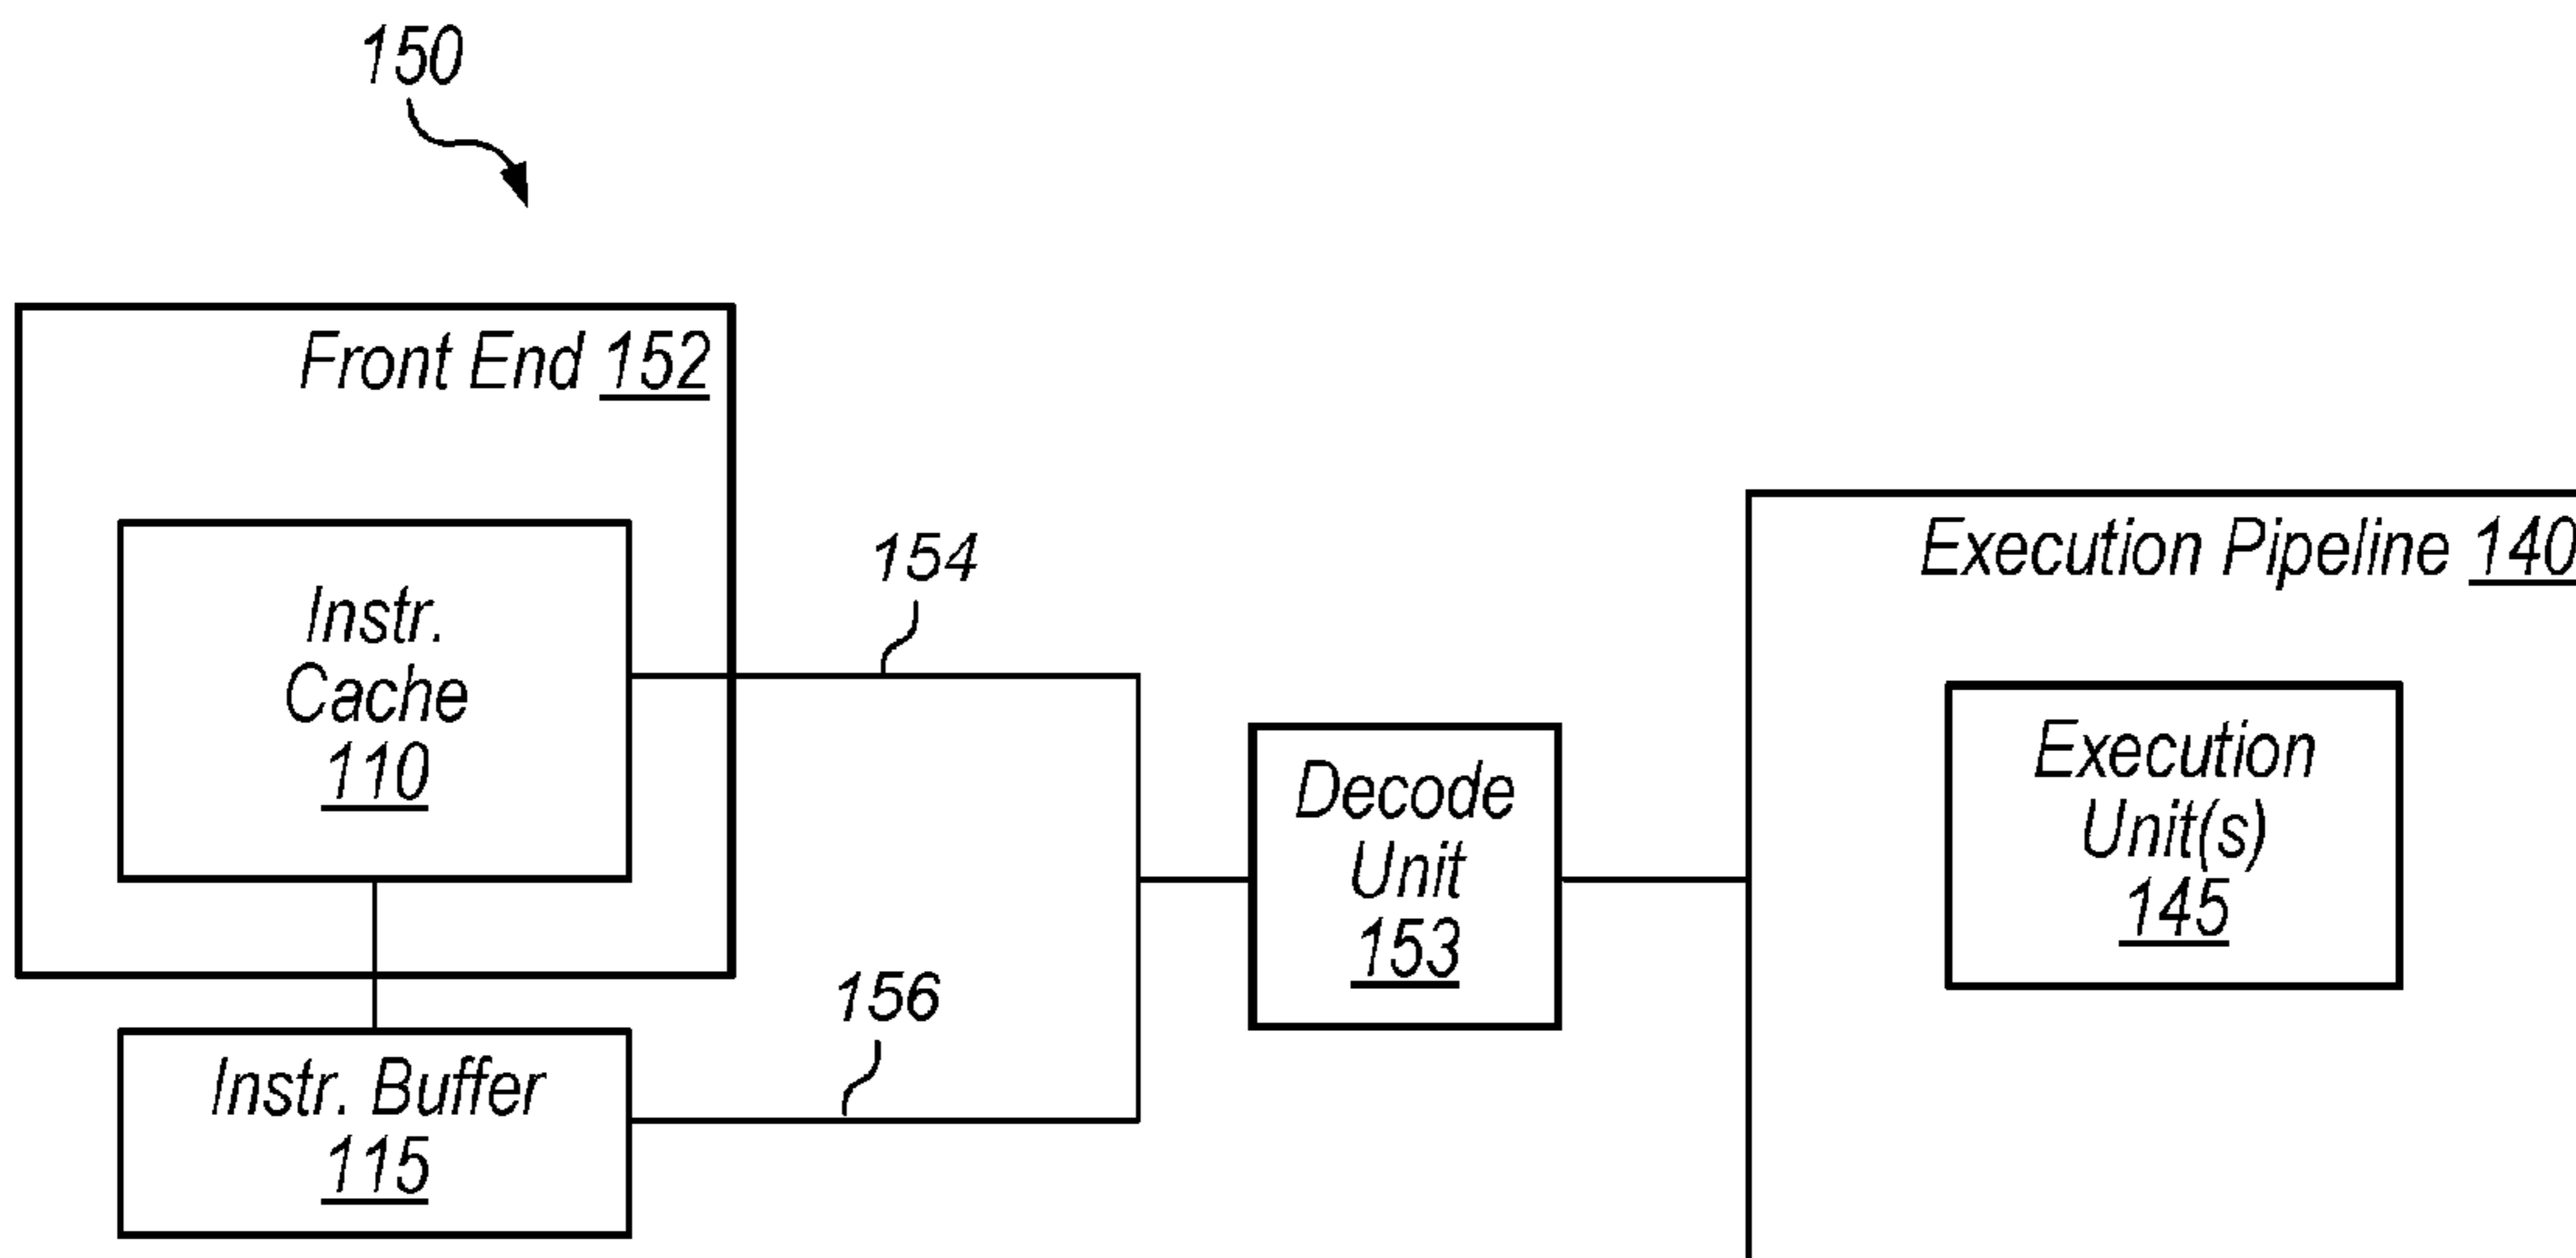 150
Front End 152
Instr.
Cache
110
154
Execution Pipeline 140
Decode
Unit
153
Execution
Unit(s)
145
156
Instr. Buffer
115